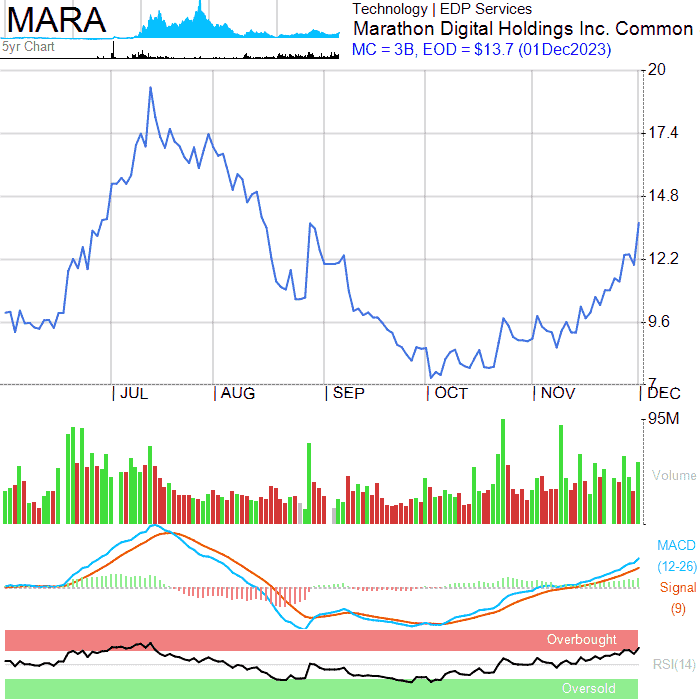 MARA
5yr Chart
Technology | EDP Services
Marathon Digital Holdings Inc. Common
MC = 3B, EOD = $13.7 (01Dec2023)
20
17.4
14.8
12.2
9.6
7
| JUL | AUG | SEP | OCT | NOV | DEC
95M
Volume
MACD
(12-26)
Signal
(9)
Overbought
RSI(14)
Oversold